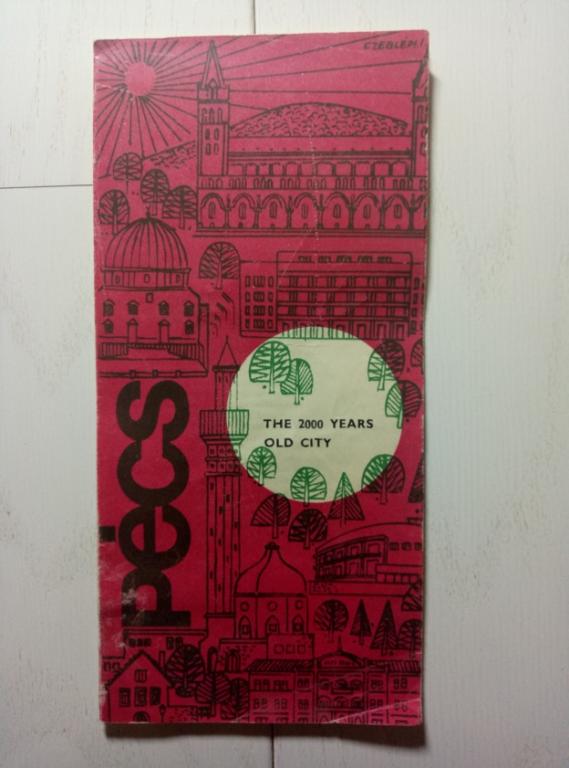 pécs
THE 2000 YEARS
OLD CITY